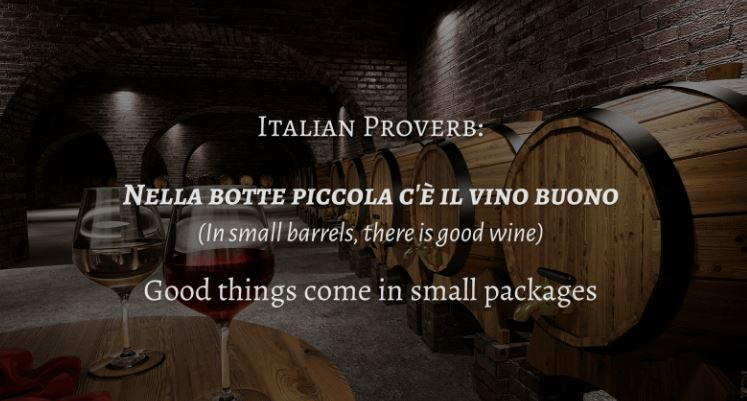 Italian Proverb:
Nella botte piccola c'è il vino buono
(In small barrels, there is good wine)
Good things come in small packages